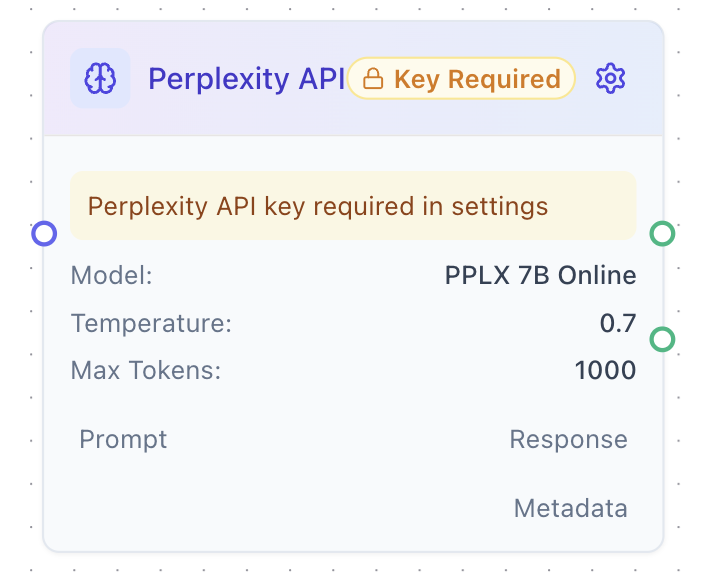 Perplexity API Key Required
Perplexity API key required in settings
Model: PPLX 7B Online
Temperature: 0.7
Max Tokens: 1000
Prompt Response
Metadata